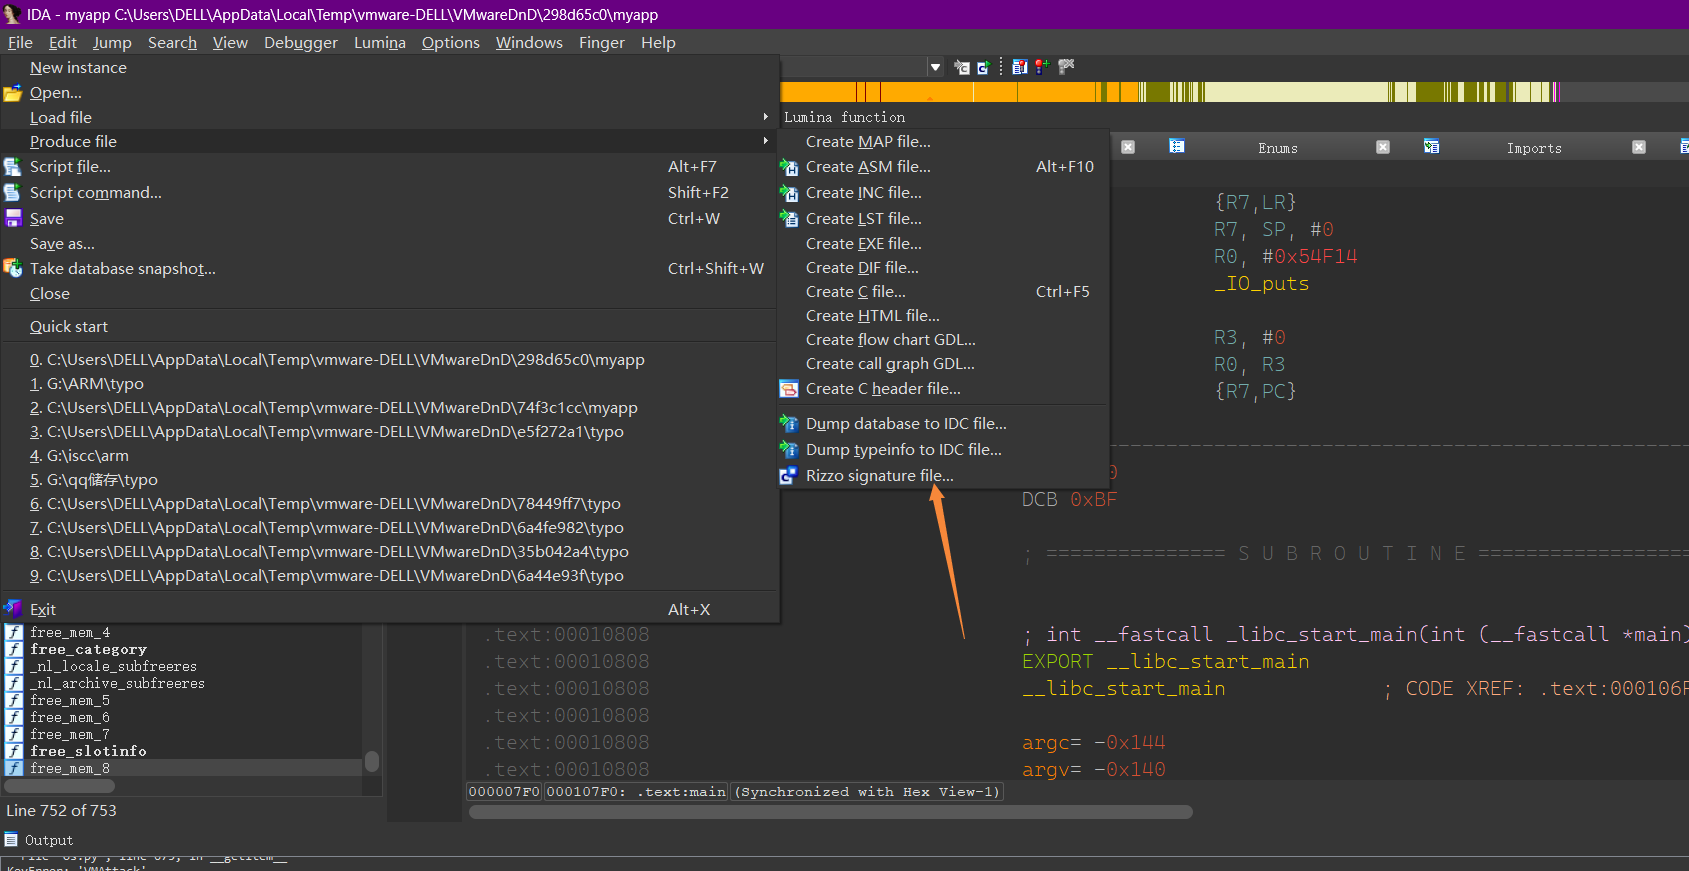 IDA - myapp C:\Users\DELL\AppData\Local\Temp\vmware-DELL\VMwareDnD\298d65c0\myapp
File Edit Jump Search View Debugger Lumina Options Windows Finger Help
New instance
Open...
Load file
Produce file
Script file... Alt+F7
Script command... Shift+F2
Save Ctrl+W
Save as...
Take database snapshot... Ctrl+Shift+W
Close
Quick start
0. C:\Users\DELL\AppData\Local\Temp\vmware-DELL\VMwareDnD\298d65c0\myapp
1. G:\ARM\typo
2. C:\Users\DELL\AppData\Local\Temp\vmware-DELL\VMwareDnD\74f3c1cc\myapp
3. C:\Users\DELL\AppData\Local\Temp\vmware-DELL\VMwareDnD\e5f272a1\typo
4. G:\iscc\arm
5. G:\qq储存\typo
6. C:\Users\DELL\AppData\Local\Temp\vmware-DELL\VMwareDnD\78449ff7\typo
7. C:\Users\DELL\AppData\Local\Temp\vmware-DELL\VMwareDnD\6a4fe982\typo
8. C:\Users\DELL\AppData\Local\Temp\vmware-DELL\VMwareDnD\35b042a4\typo
9. C:\Users\DELL\AppData\Local\Temp\vmware-DELL\VMwareDnD\6a44e93f\typo
Exit Alt+X
Lumina function
Create MAP file...
Create ASM file... Alt+F10
Create INC file...
Create LST file...
Create EXE file...
Create DIF file...
Create C file... Ctrl+F5
Create HTML file...
Create flow chart GDL...
Create call graph GDL...
Create C header file...
Dump database to IDC file...
Dump typeinfo to IDC file...
Rizzo signature file...
Enums Imports
{R7,LR}
R7, SP, #0
R0, #0x54F14
_IO_puts
R3, #0
R0, R3
{R7,PC}
DCB 0xBF
; =============== S U B R O U T I N E ===================
.text:00010808 ; int __fastcall _libc_start_main(int (__fastcall *main)
.text:00010808 EXPORT __libc_start_main
.text:00010808 __libc_start_main ; CODE XREF: .text:000106F
.text:00010808
.text:00010808 argc= -0x144
.text:00010808 argv= -0x140
000007F0 000107F0: .text:main (Synchronized with Hex View-1)
free_mem_4
free_category
_nl_locale_subfreeres
_nl_archive_subfreeres
free_mem_5
free_mem_6
free_mem_7
free_slotinfo
free_mem_8
Line 752 of 753
Output